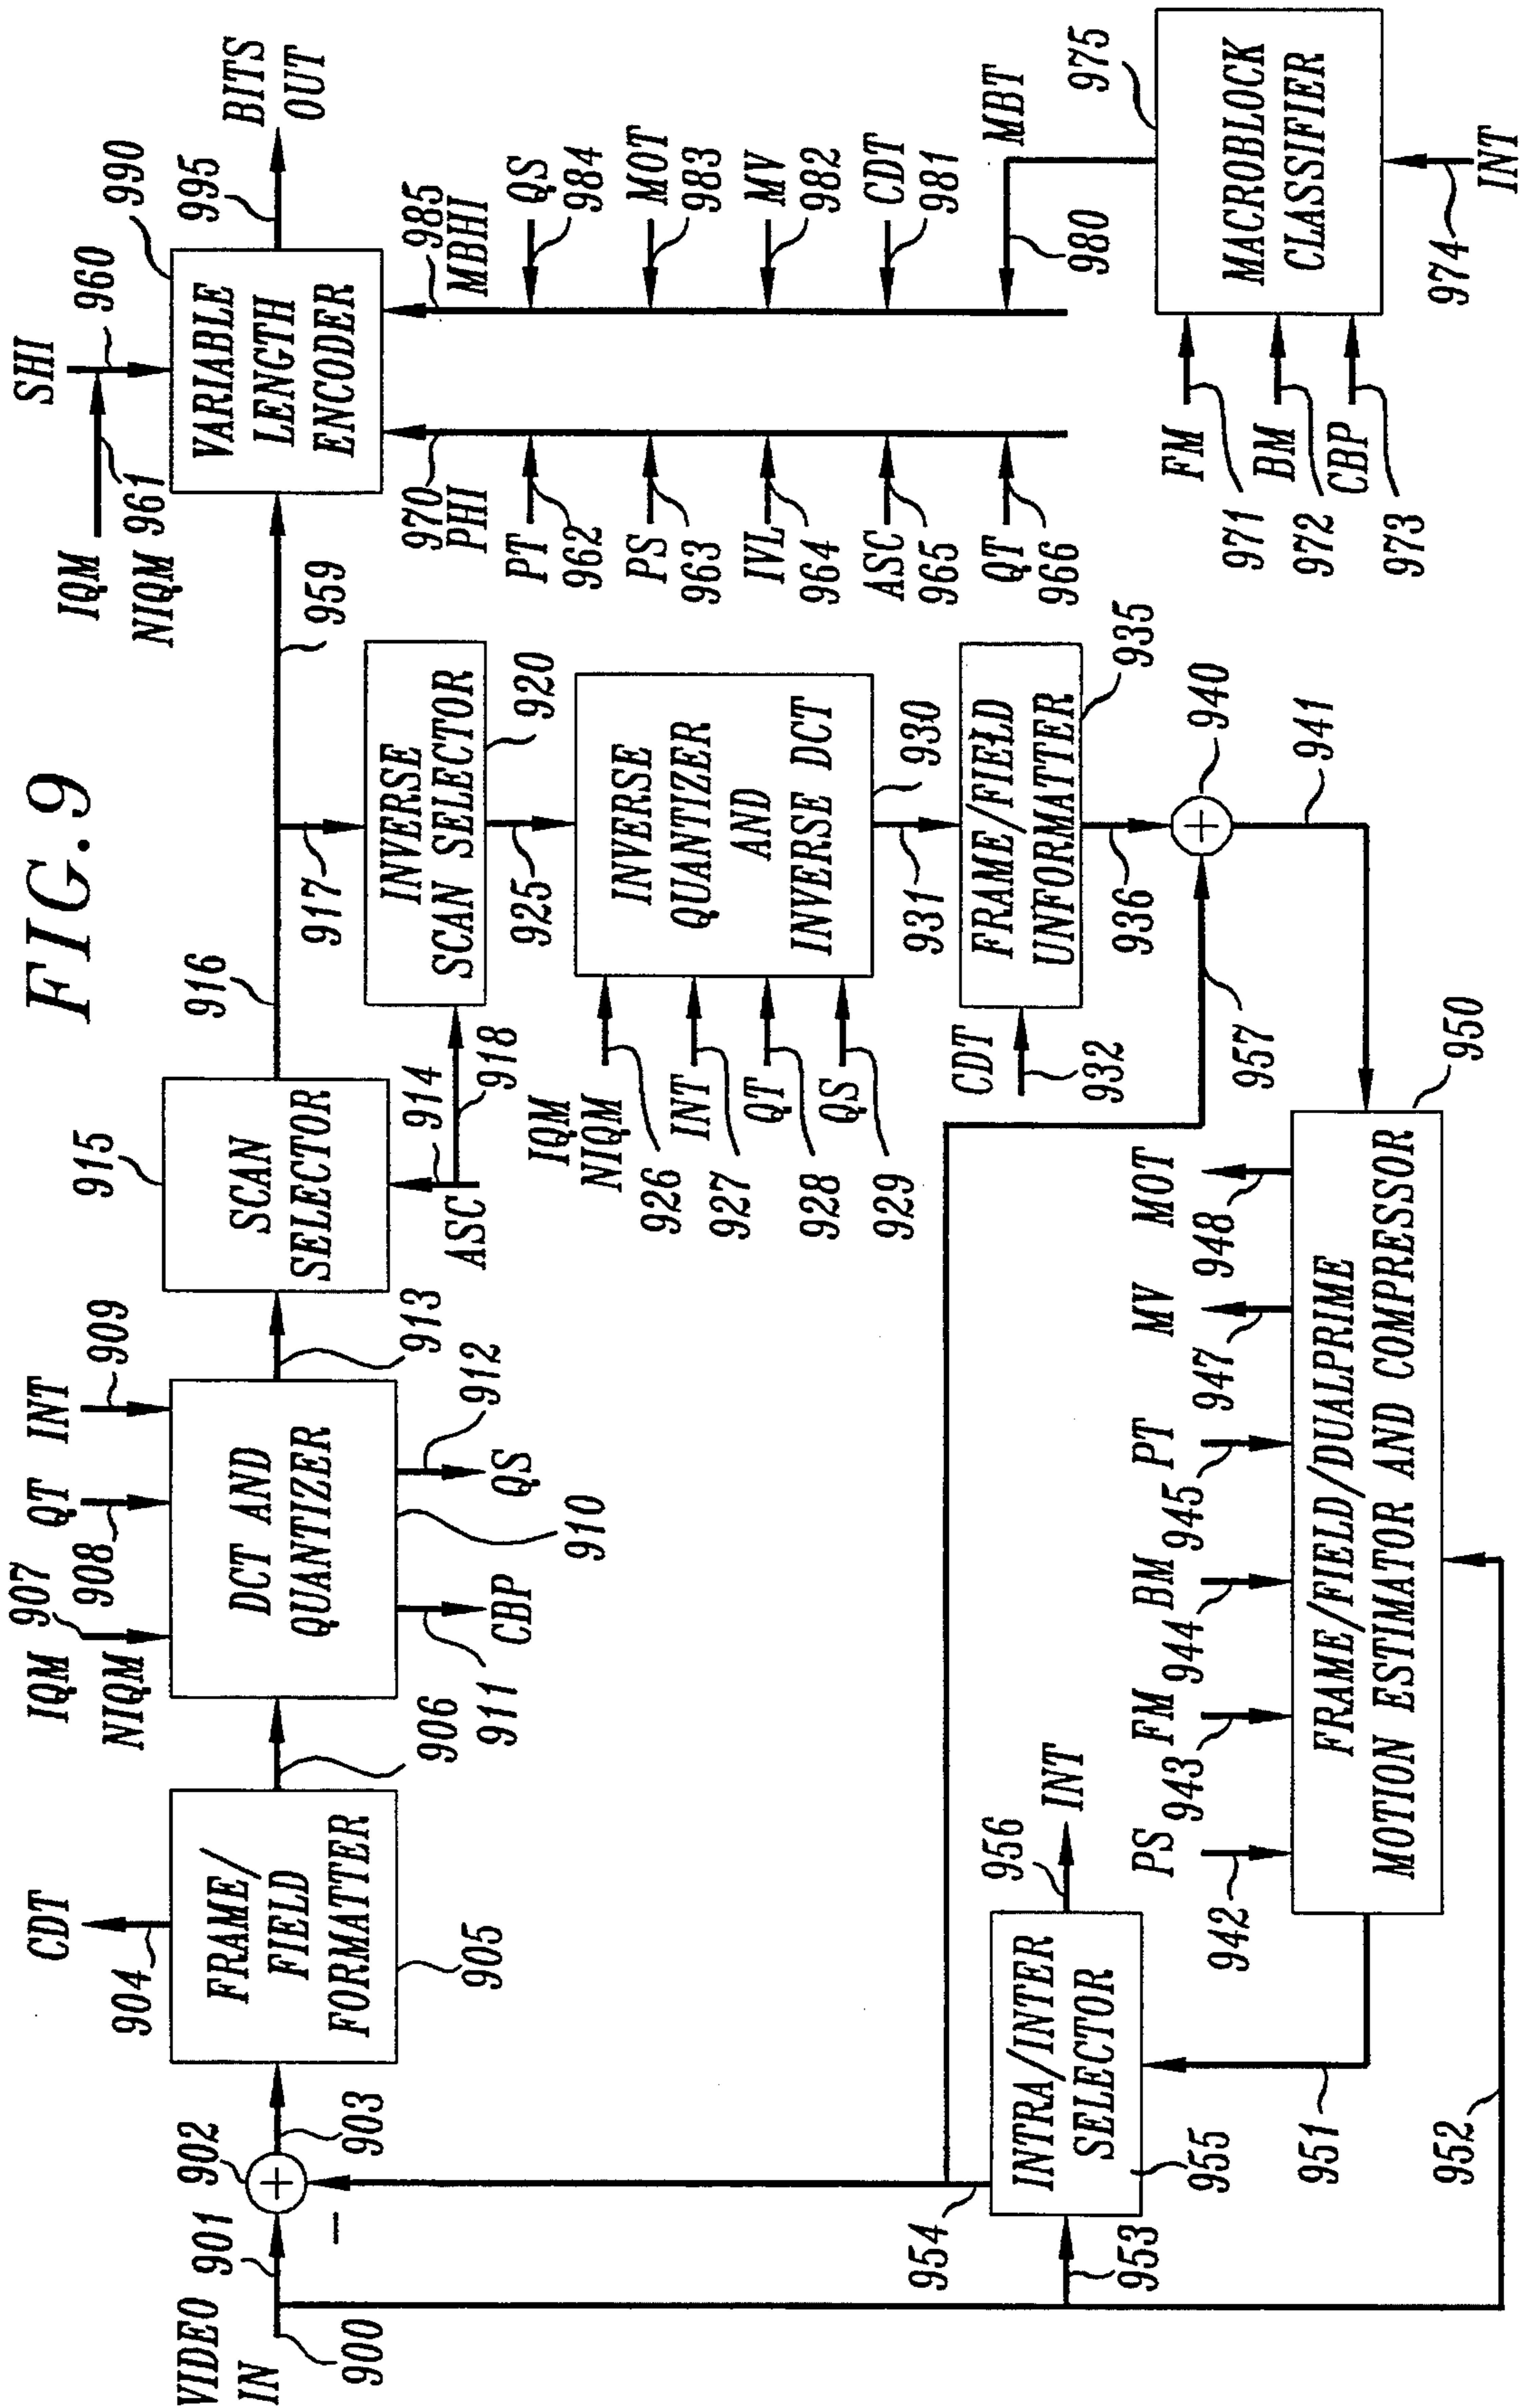 FIG.9
VIDEO
IN
900
901
902
903
CDT
904
FRAME/
FIELD
FORMATTER
905
906
IQM
NIQM
907
QT
908
INT
909
DCT AND
QUANTIZER
910
CBP
911
QS
912
913
SCAN
SELECTOR
915
ASC
914
918
916
917
959
SHI
960
IQM
NIQM
961
VARIABLE
LENGTH
ENCODER
990
995
BITS
OUT
INVERSE
SCAN SELECTOR
920
925
IQM
NIQM
926
INT
927
QT
928
QS
929
INVERSE
QUANTIZER
AND
INVERSE DCT
930
931
CDT
932
FRAME/FIELD
UNFORMATTER
935
936
940
941
957
970
PHI
PT
962
PS
963
IVL
964
ASC
965
QT
966
985
MBHI
QS
984
MOT
983
MV
982
CDT
981
MBT
980
FM
971
BM
972
CBP
973
MACROBLOCK
CLASSIFIER
975
974
INT
INTRA/INTER
SELECTOR
955
956
INT
954
953
951
952
PS
942
FM
943
BM
944
PT
945
MV
947
MOT
948
FRAME/FIELD/DUALPRIME
MOTION ESTIMATOR AND COMPRESSOR
950